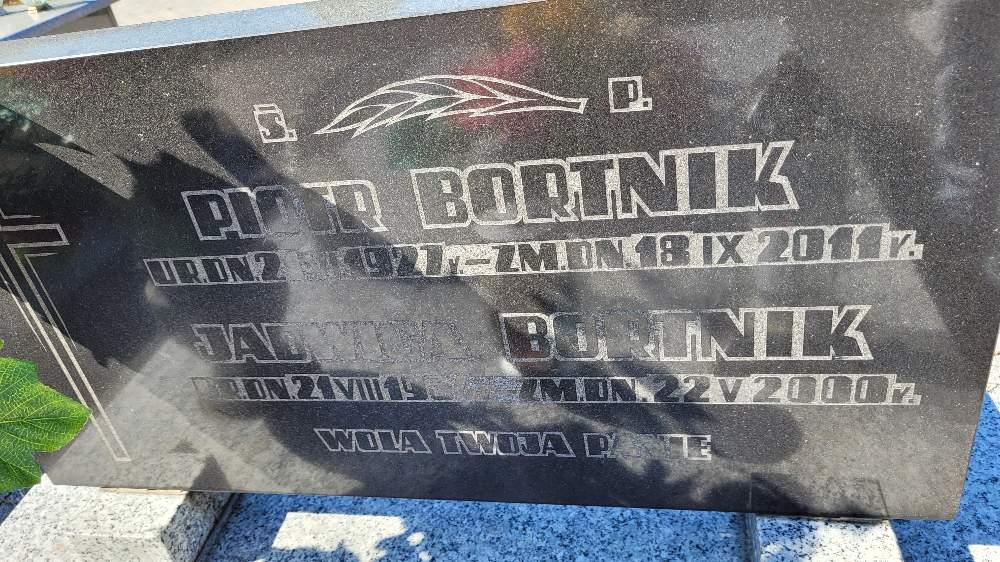 Ś. P.
PIOTR BORTNIK
UR.DN. 1927 r. – ZM.DN. 18 IX 2011 r.
JADWIGA BORTNIK
UR.DN. 21 VIII ZM.DN. 22 V 2000 r.
WOLA TWOJA PANIE